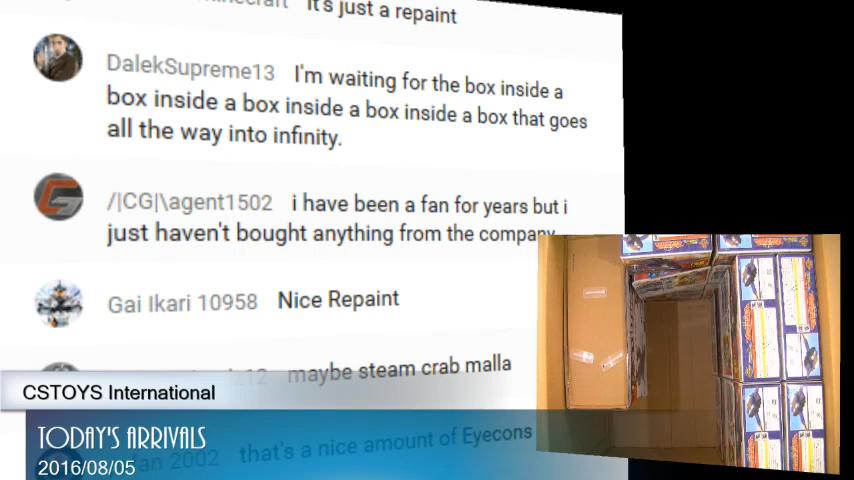 It's just a repaint
DalekSupreme13 I'm waiting for the box inside a
box inside a box inside a box inside a box that goes
all the way into infinity.
/|CG|\agent1502 i have been a fan for years but i
just haven't bought anything from the company
Gai Ikari 10958 Nice Repaint
maybe steam crab malla
CSTOYS International
TODAY'S ARRIVALS
fan 2002 that's a nice amount of Eyecons
2016/08/05